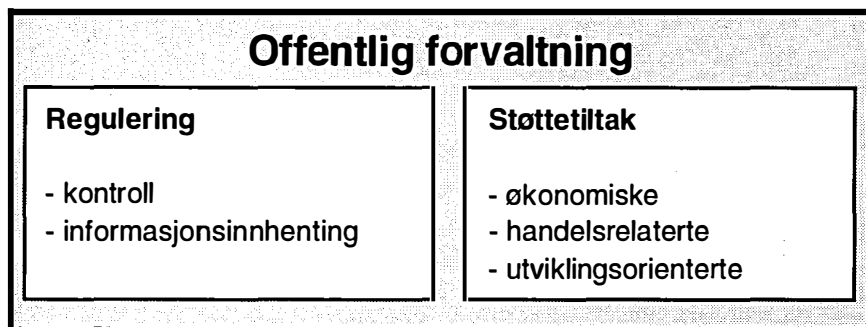 Offentlig forvaltning
Regulering
- kontroll
- informasjonsinnhenting
Støttetiltak
- økonomiske
- handelsrelaterte
- utviklingsorienterte